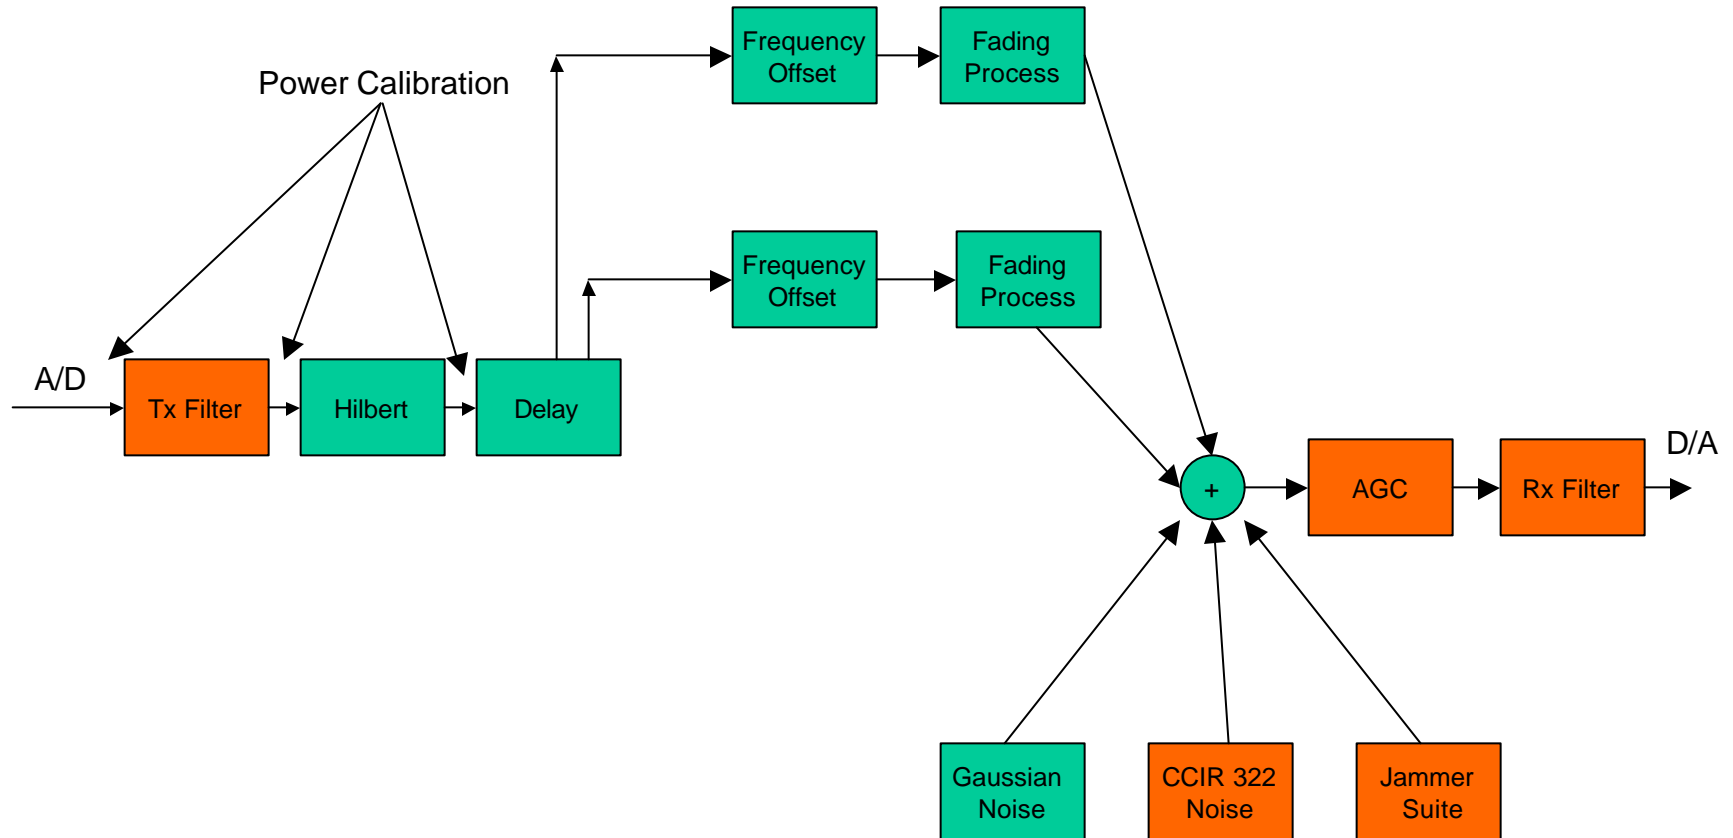 Frequency
Offset
Fading
Process
Power Calibration
Frequency
Offset
Fading
Process
A/D
Tx Filter
Hilbert
Delay
+
AGC
Rx Filter
D/A
Gaussian
Noise
CCIR 322
Noise
Jammer
Suite